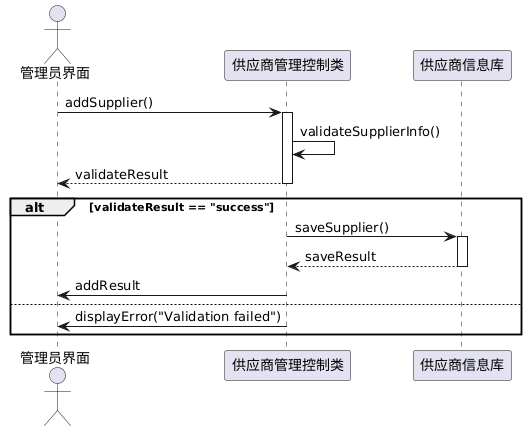 管理员界面
供应商管理控制类
供应商信息库
addSupplier()
validateSupplierInfo()
validateResult
alt
[validateResult == "success"]
saveSupplier()
saveResult
addResult
displayError("Validation failed")
管理员界面
供应商管理控制类
供应商信息库